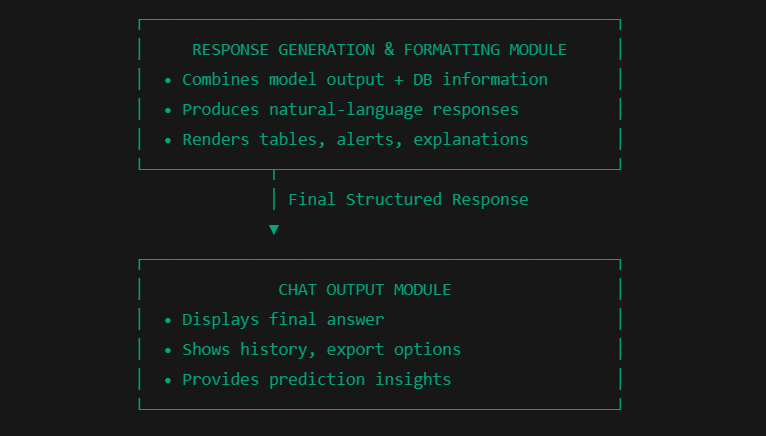 RESPONSE GENERATION & FORMATTING MODULE
• Combines model output + DB information
• Produces natural-language responses
• Renders tables, alerts, explanations
Final Structured Response
CHAT OUTPUT MODULE
• Displays final answer
• Shows history, export options
• Provides prediction insights